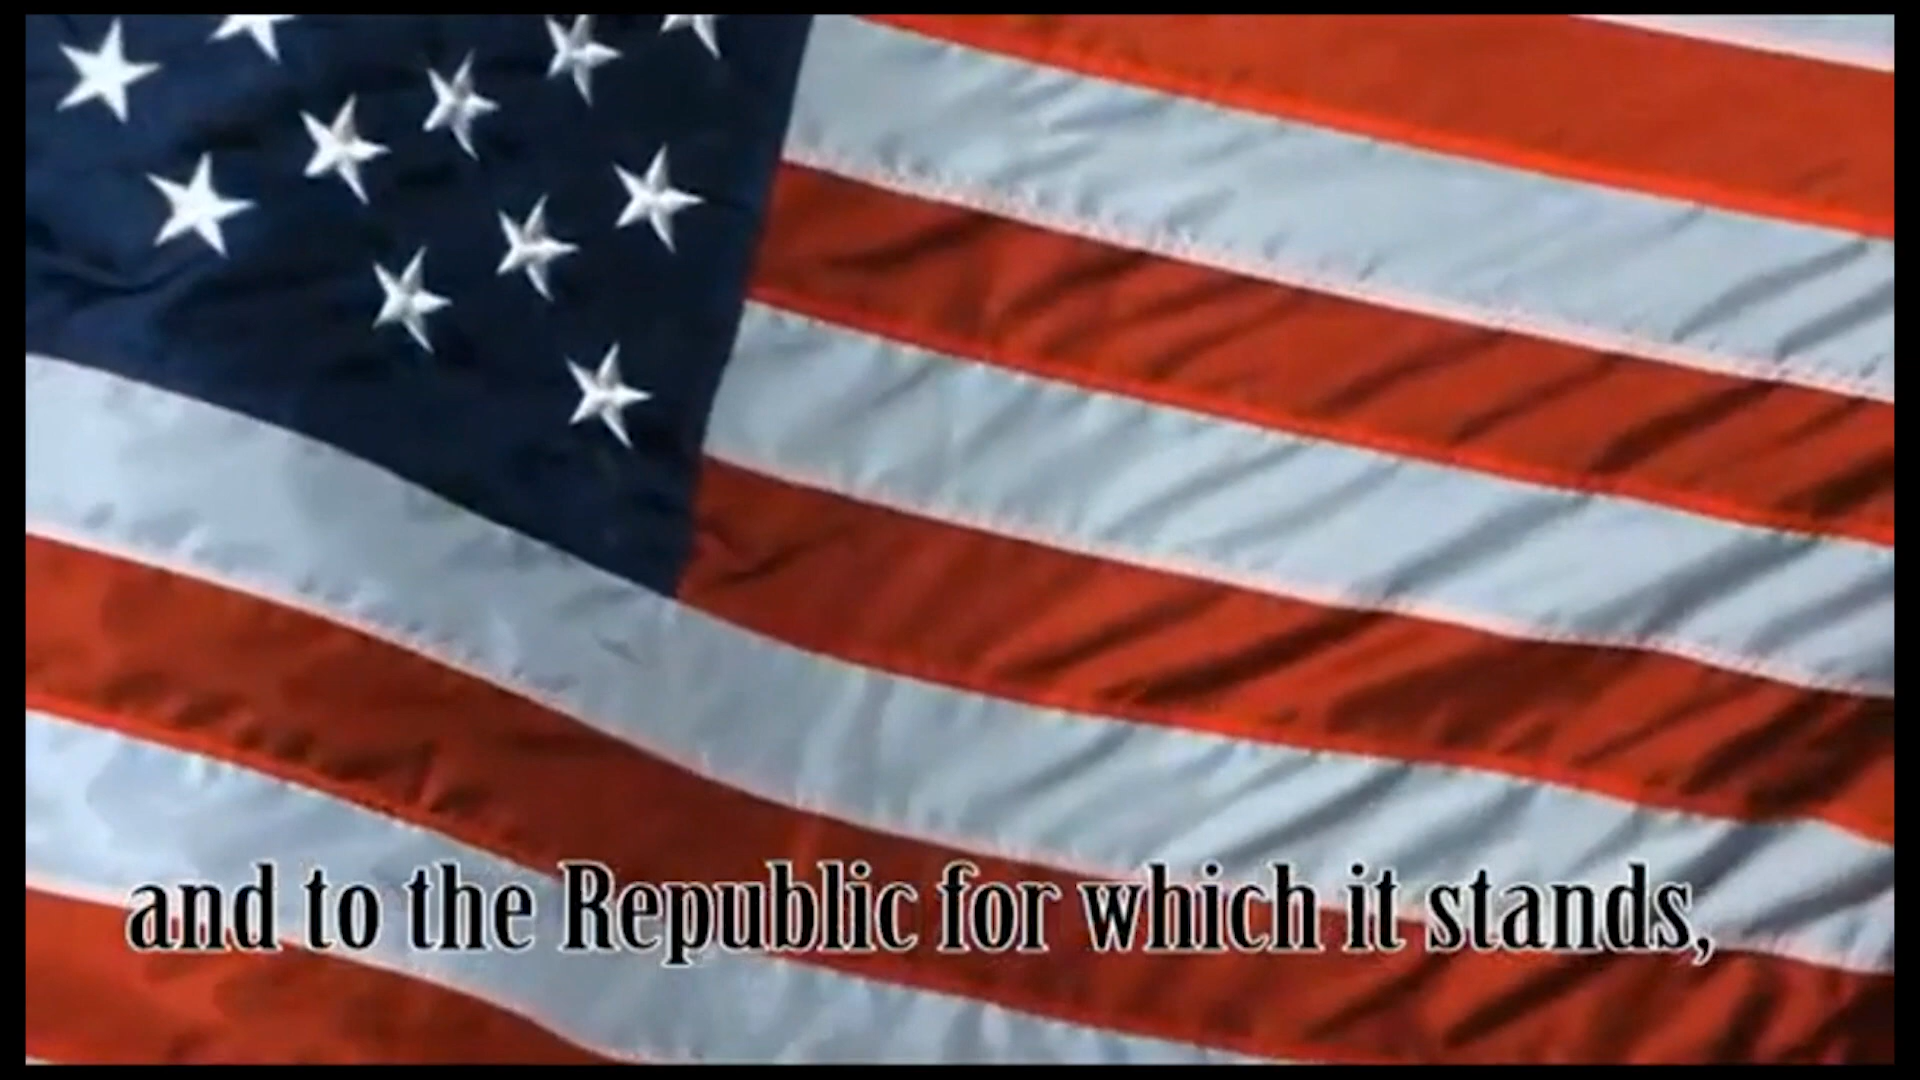 and to the Republic for which it stands,